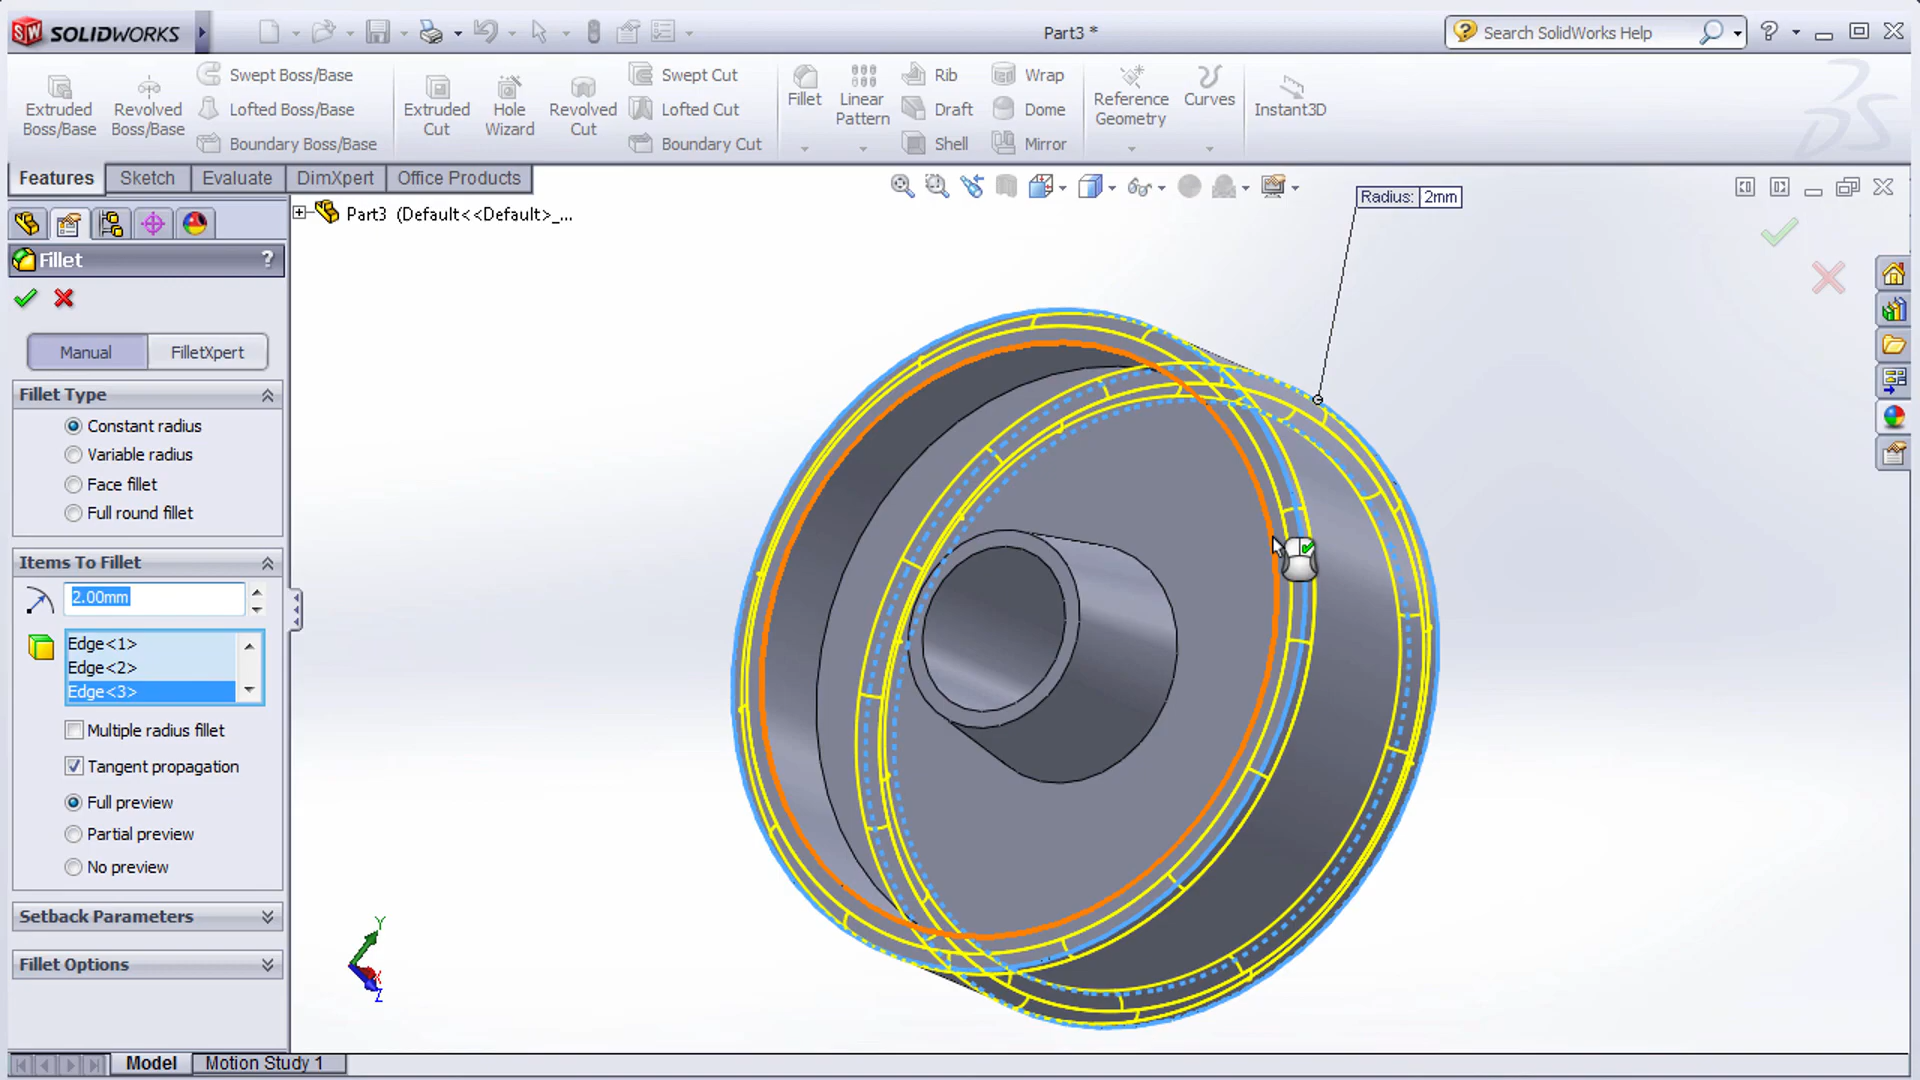 SW SOLIDWORKS
Part3 *
Search SolidWorks Help
Extruded Boss/Base
Revolved Boss/Base
Swept Boss/Base
Lofted Boss/Base
Boundary Boss/Base
Extruded Cut
Hole Wizard
Revolved Cut
Swept Cut
Lofted Cut
Boundary Cut
Fillet
Linear Pattern
Rib
Draft
Shell
Wrap
Dome
Mirror
Reference Geometry
Curves
Instant3D
Features
Sketch
Evaluate
DimXpert
Office Products
Part3 (Default<<Default>_...
Radius: 2mm
Fillet
?
Manual
FilletXpert
Fillet Type
Constant radius
Variable radius
Face fillet
Full round fillet
Items To Fillet
2.00mm
Edge<1>
Edge<2>
Edge<3>
Multiple radius fillet
Tangent propagation
Full preview
Partial preview
No preview
Setback Parameters
Fillet Options
Y
X
Z
Model
Motion Study 1